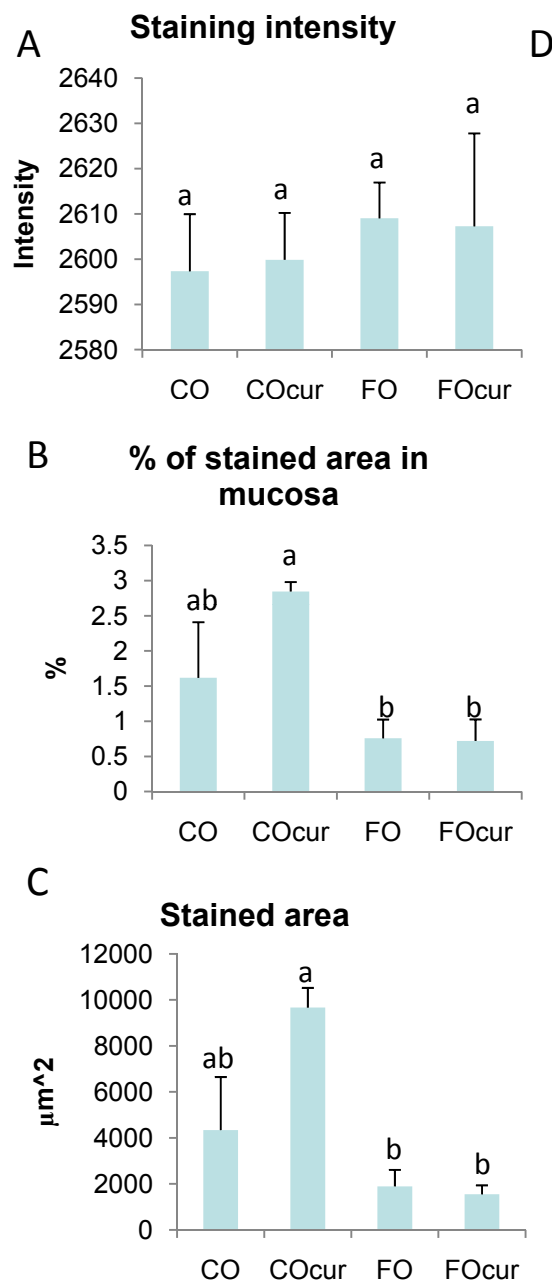 A
Staining intensity
D
2640
2630
2620
2610
2600
2590
2580
Intensity
a
a
a
a
CO
COcur
FO
FOcur
B
% of stained area in
mucosa
3.5
3
2.5
2
1.5
1
0.5
0
%
ab
a
b
b
CO
COcur
FO
FOcur
C
Stained area
12000
10000
8000
6000
4000
2000
0
μm^2
ab
a
b
b
CO
COcur
FO
FOcur